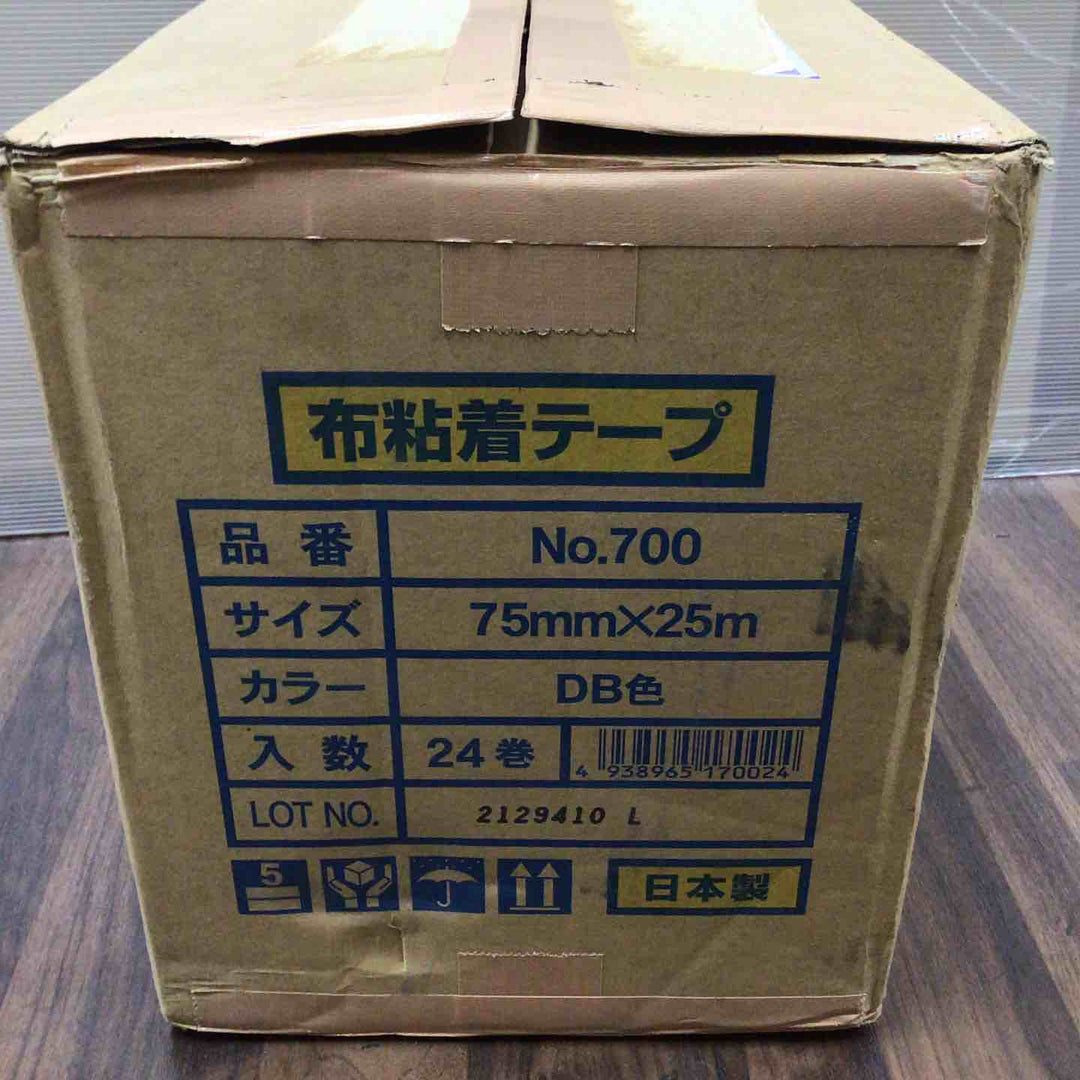 布粘着テープ
品番 No.700
サイズ 75mm×25m
カラー DB色
入数 24巻 4 938965 170024
LOT NO. 2129410 L
5 日本製